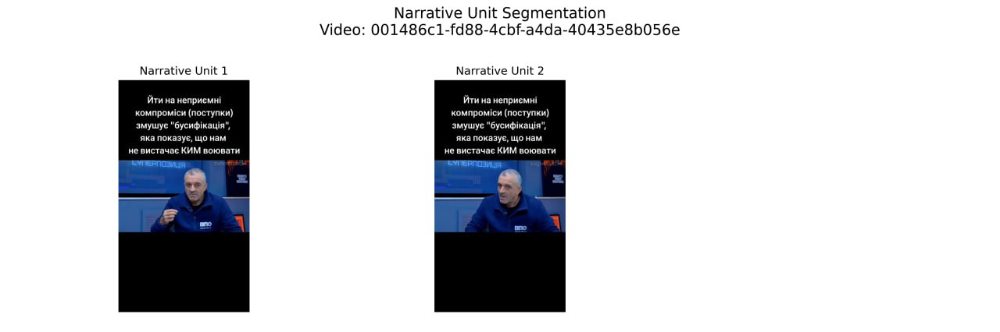 Narrative Unit Segmentation
Video: 001486c1-fd88-4cbf-a4da-40435e8b056e
Narrative Unit 1
Йти на неприємні
компроміси (поступки)
змушує "бусифікація",
яка показує, що нам
не вистачає КИМ воювати
СУПЕРПОЗИЦІЯ
ВПО
Narrative Unit 2
Йти на неприємні
компроміси (поступки)
змушує "бусифікація",
яка показує, що нам
не вистачає КИМ воювати
СУПЕРПОЗИЦІЯ
ВПО